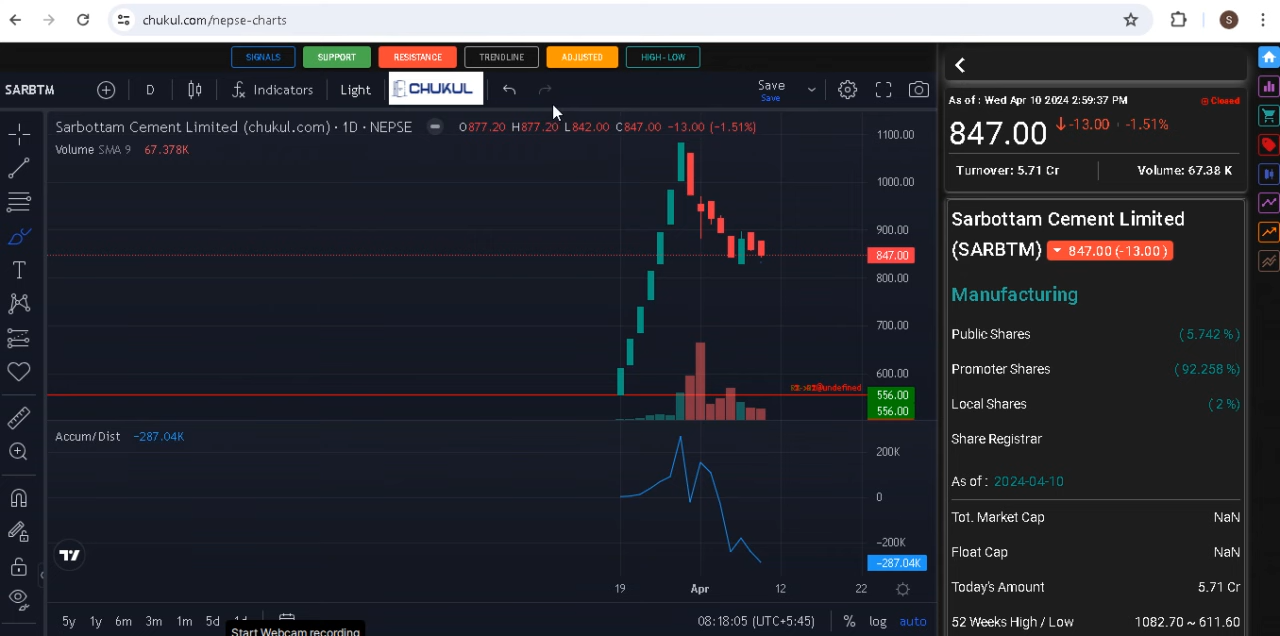 chukul.com/nepse-charts
S
SIGNALS SUPPORT RESISTANCE TRENDLINE ADJUSTED HIGH-LOW
SARBTM D Indicators Light CHUKUL Save
Save
Sarbottam Cement Limited (chukul.com) · 1D · NEPSE O877.20 H877.20 L842.00 C847.00 -13.00 (-1.51%)
Volume SMA 9 67.378K
1100.00
1000.00
900.00
847.00
800.00
700.00
600.00
@undefined
556.00
556.00
Accum/Dist -287.04K
200K
0
-200K
-287.04K
19 Apr 12 22
5y 1y 6m 3m 1m 5d 1d 08:18:05 (UTC+5:45) % log auto
Start Webcam recording
As of : Wed Apr 10 2024 2:59:37 PM Closed
847.00 -13.00 -1.51%
Turnover: 5.71 Cr Volume: 67.38 K
Sarbottam Cement Limited
(SARBTM) 847.00 (-13.00 )
Manufacturing
Public Shares ( 5.742 %)
Promoter Shares ( 92.258 %)
Local Shares ( 2 %)
Share Registrar
As of : 2024-04-10
Tot. Market Cap NaN
Float Cap NaN
Today's Amount 5.71 Cr
52 Weeks High / Low 1082.70 ~ 611.60